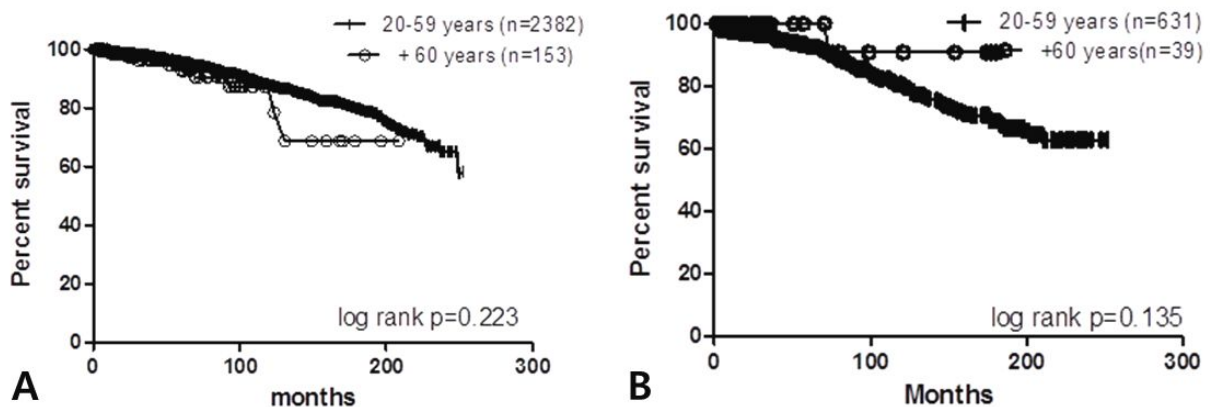 20-59 years (n=2382)
+ 60 years (n=153)
100
80
60
40
20
0
Percent survival
0
100
200
300
log rank p=0.223
months
A
20-59 years (n=631)
+60 years(n=39)
100
80
60
40
20
0
Percent survival
0
100
200
300
log rank p=0.135
Months
B